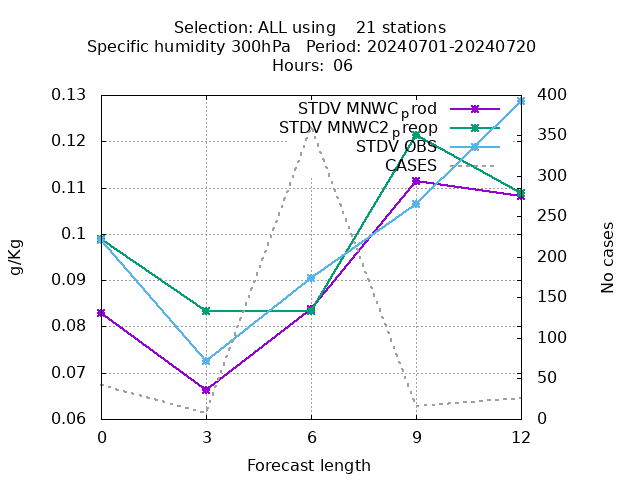 Selection: ALL using 21 stations
Specific humidity 300hPa Period: 20240701-20240720
Hours: 06
STDV MNWC_prod
STDV MNWC2_preop
STDV OBS
CASES
0.13
0.12
0.11
0.1
0.09
0.08
0.07
0.06
400
350
300
250
200
150
100
50
0
g/Kg
No cases
0 3 6 9 12
Forecast length